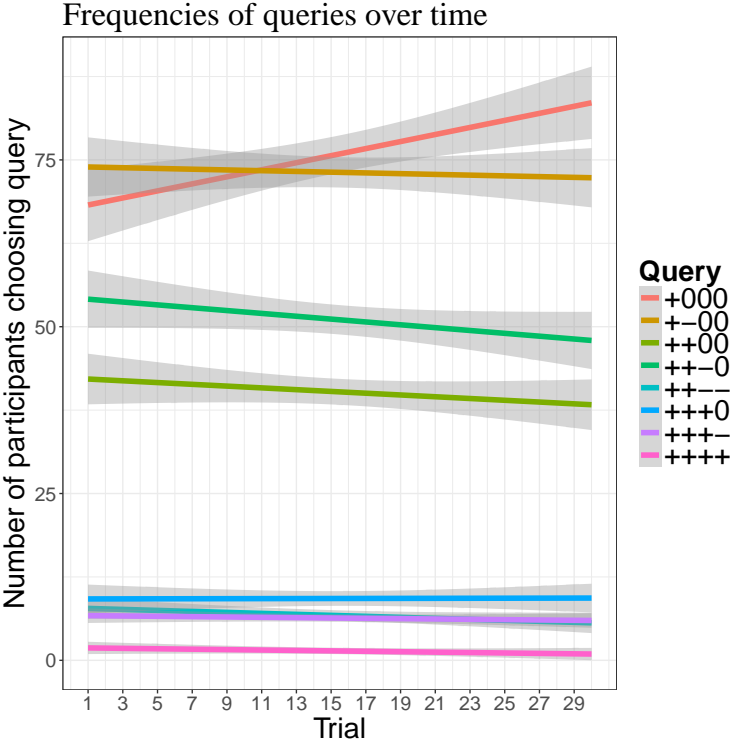 Frequencies of queries over time
Number of participants choosing query
75
50
25
0
1 3 5 7 9 11 13 15 17 19 21 23 25 27 29
Trial
Query
+000
+−00
++00
++−0
++−−
+++0
+++−
++++